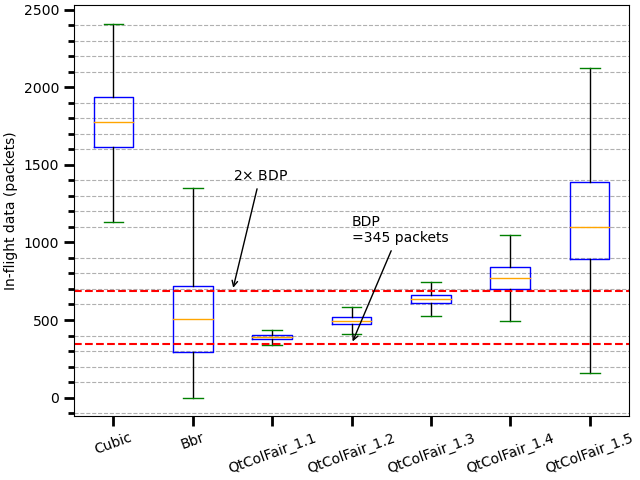 2500
2000
1500
1000
500
0
In-flight data (packets)
2× BDP
BDP
=345 packets
Cubic
Bbr
QtColFair_1.1
QtColFair_1.2
QtColFair_1.3
QtColFair_1.4
QtColFair_1.5